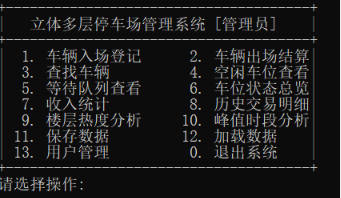 立体多层停车场管理系统 [管理员]
1. 车辆入场登记 2. 车辆出场结算
3. 查找车辆 4. 空闲车位查看
5. 等待队列查看 6. 车位状态总览
7. 收入统计 8. 历史交易明细
9. 楼层热度分析 10. 峰值时段分析
11. 保存数据 12. 加载数据
13. 用户管理 0. 退出系统
请选择操作: